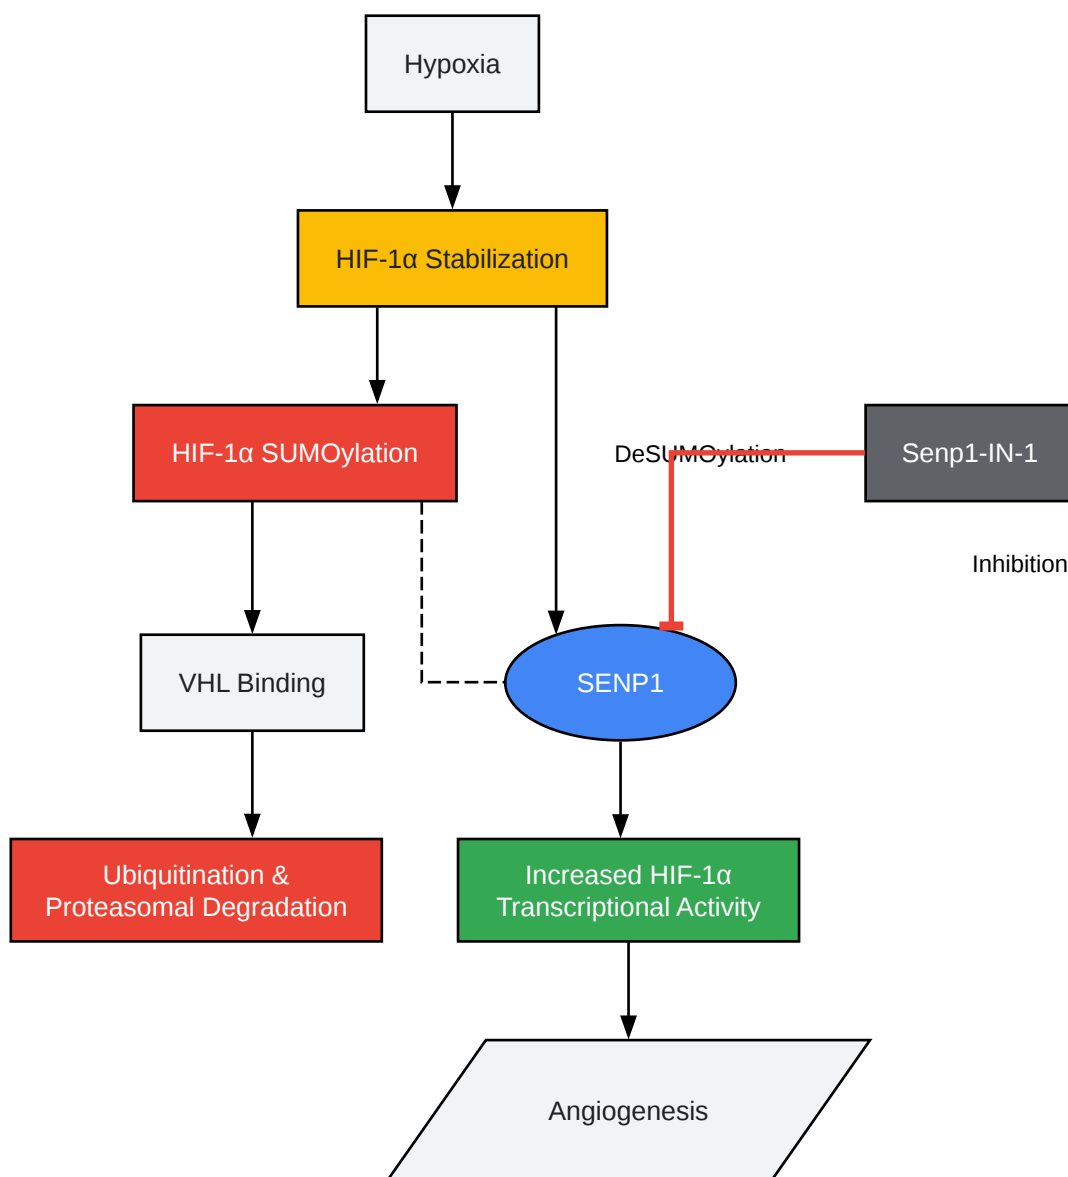 Hypoxia
HIF-1α Stabilization
HIF-1α SUMOylation
DeSUMOylation
Senp1-IN-1
Inhibition
VHL Binding
SENP1
Ubiquitination &
Proteasomal Degradation
Increased HIF-1α
Transcriptional Activity
Angiogenesis